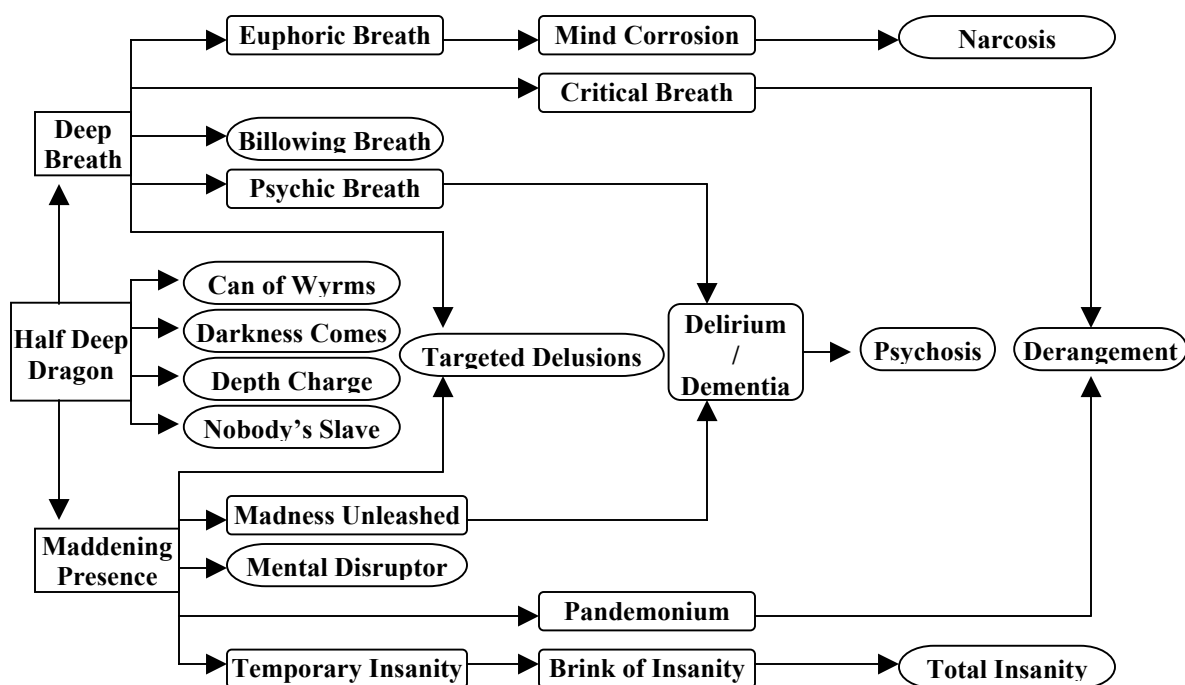 Euphoric Breath
Mind Corrosion
Narcosis
Critical Breath
Deep
Breath
Billowing Breath
Psychic Breath
Can of Wyrms
Half Deep
Dragon
Darkness Comes
Depth Charge
Nobody's Slave
Targeted Delusions
Delirium
/
Dementia
Psychosis
Derangement
Maddening
Presence
Madness Unleashed
Mental Disruptor
Pandemonium
Temporary Insanity
Brink of Insanity
Total Insanity